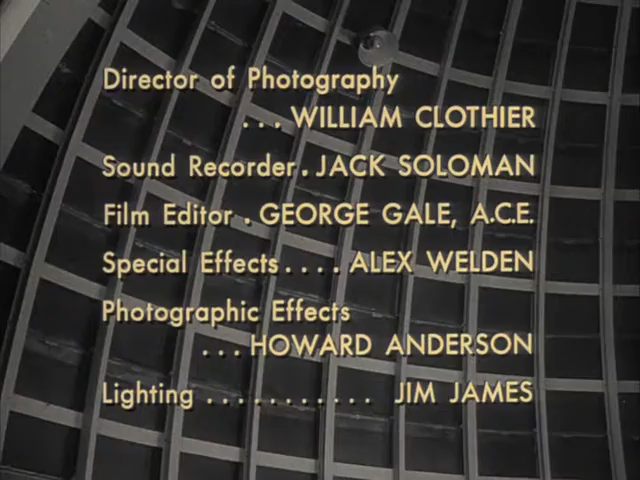 Director of Photography
... WILLIAM CLOTHIER
Sound Recorder. JACK SOLOMAN
Film Editor . GEORGE GALE, A.C.E.
Special Effects.... ALEX WELDEN
Photographic Effects
... HOWARD ANDERSON
Lighting ........... JIM JAMES